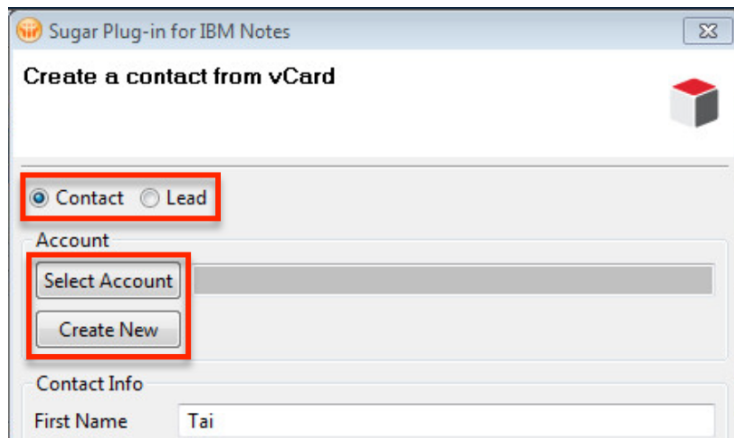 Sugar Plug-in for IBM Notes
Create a contact from vCard
Contact Lead
Account
Select Account
Create New
Contact Info
First Name Tai